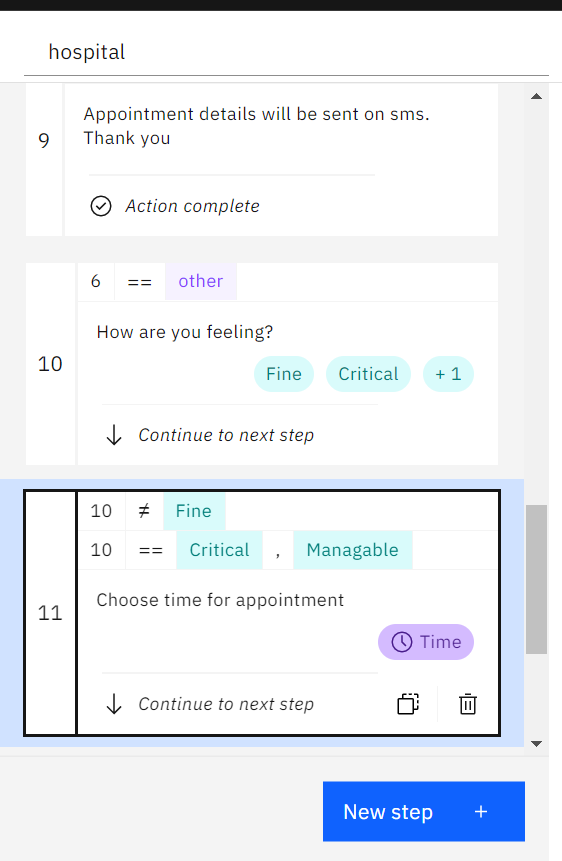 hospital
9
Appointment details will be sent on sms.
Thank you
Action complete
10
6 == other
How are you feeling?
Fine Critical + 1
Continue to next step
11
10 ≠ Fine
10 == Critical , Managable
Choose time for appointment
Time
Continue to next step
New step +